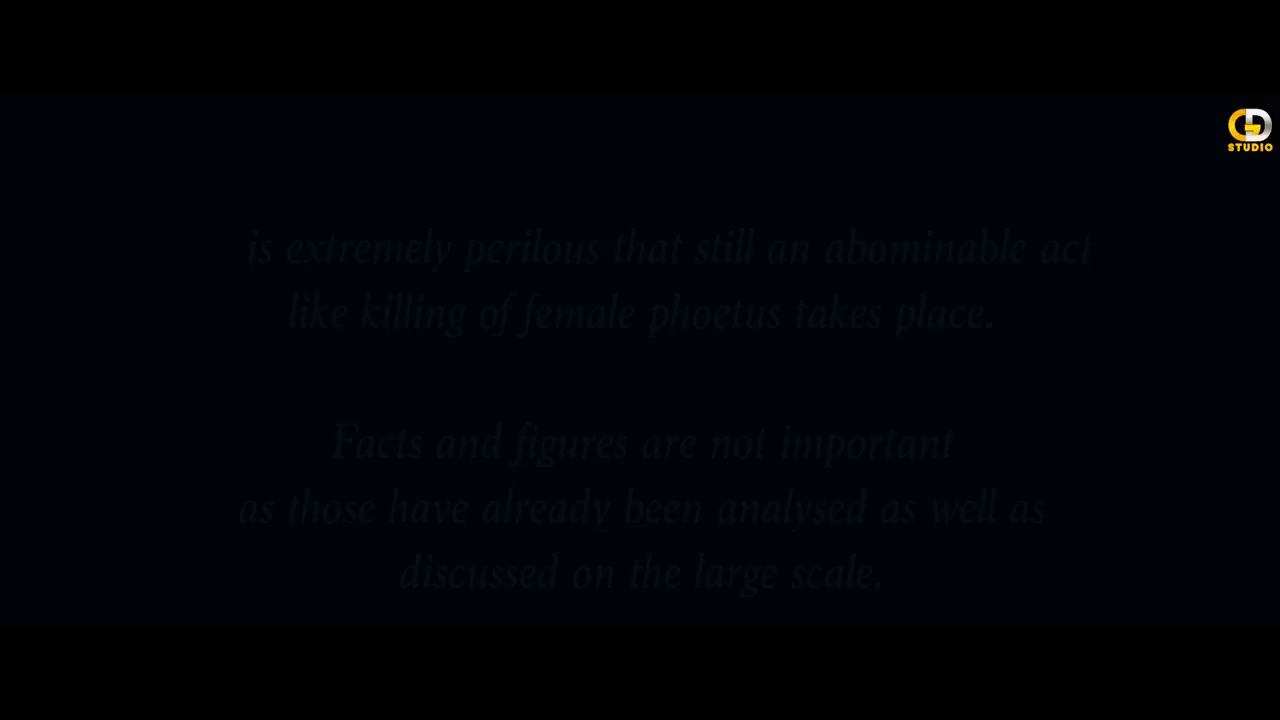 GD
STUDIO
is extremely perilous that still an abominable act
like killing of female phoetus takes place.
Facts and figures are not important
as those have already been analysed as well as
discussed on the large scale.